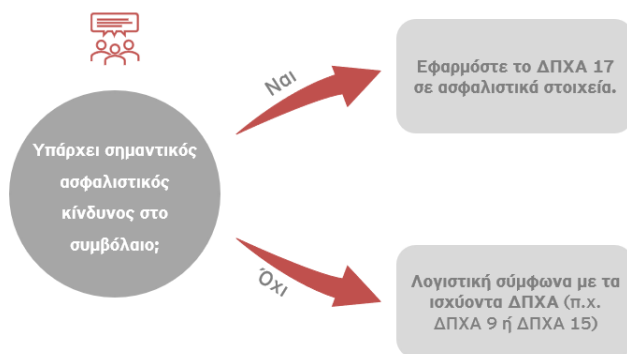 Υπάρχει σημαντικός
ασφαλιστικός
κίνδυνος στο
συμβόλαιο;
Ναι
Εφαρμόστε το ΔΠΧΑ 17
σε ασφαλιστικά στοιχεία.
Όχι
Λογιστική σύμφωνα με τα
ισχύοντα ΔΠΧΑ (π.χ.
ΔΠΧΑ 9 ή ΔΠΧΑ 15)